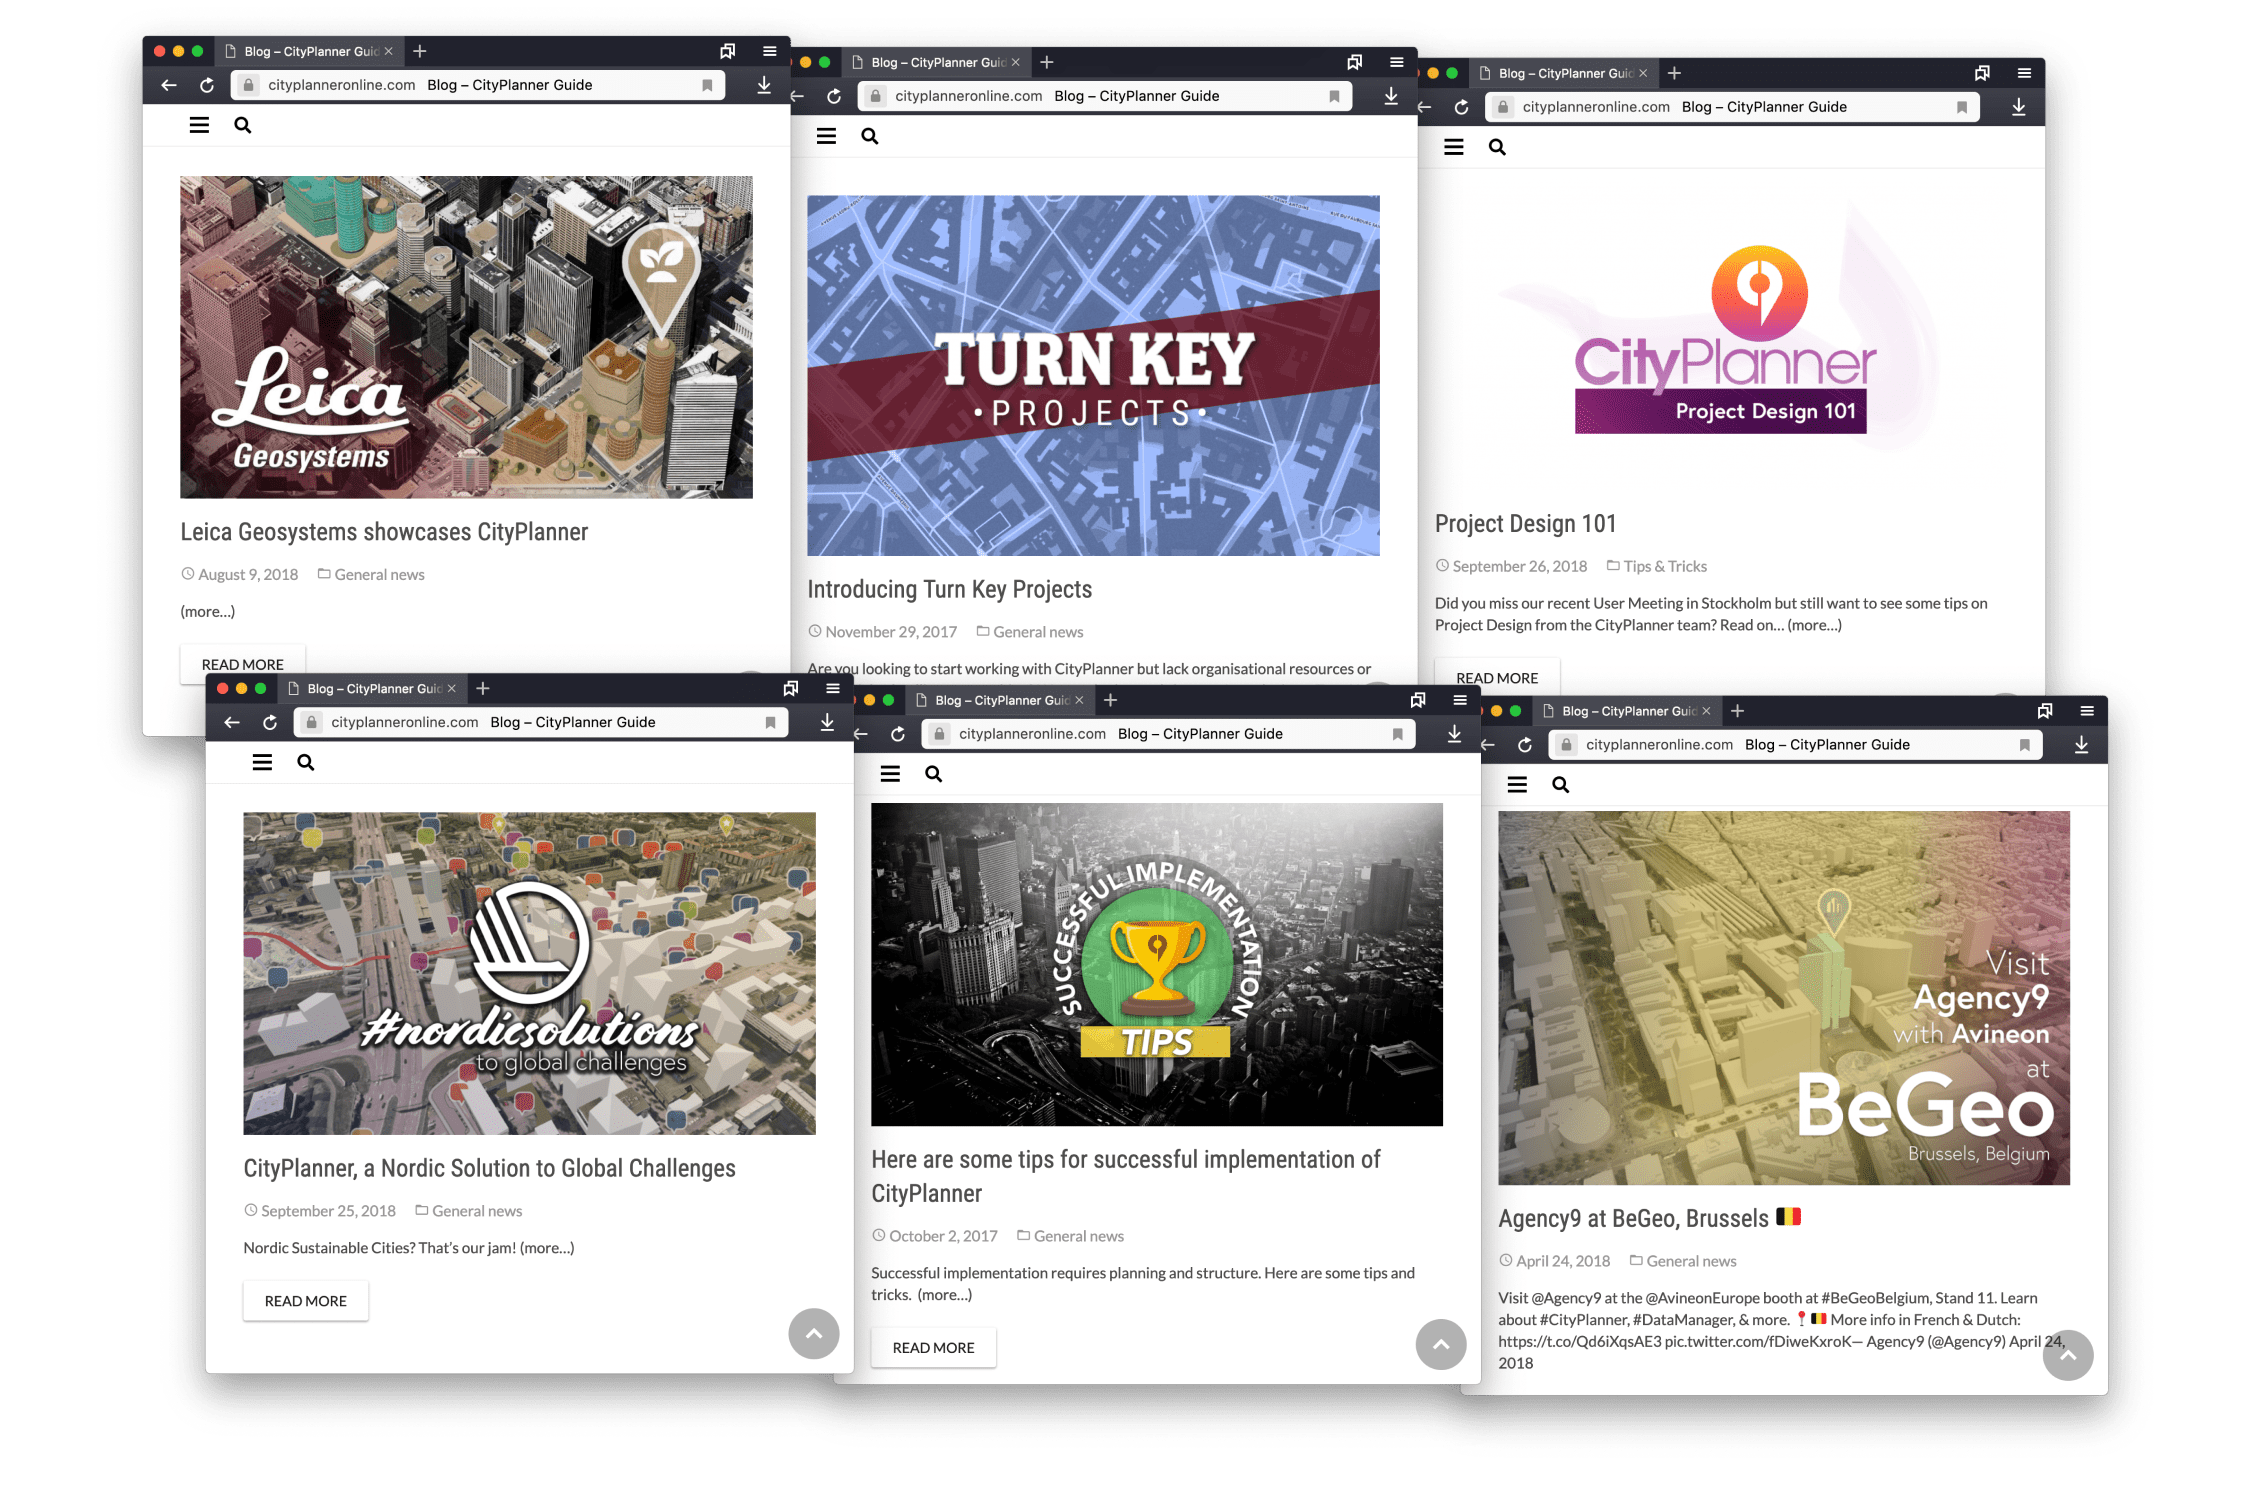 Blog – CityPlanner Guid
cityplanneronline.com Blog – CityPlanner Guide
Leica
Geosystems
Leica Geosystems showcases CityPlanner
August 9, 2018 General news
(more…)
READ MORE
Blog – CityPlanner Guid
cityplanneronline.com Blog – CityPlanner Guide
TURN KEY
•PROJECTS•
Introducing Turn Key Projects
November 29, 2017 General news
Are you looking to start working with CityPlanner but lack organisational resources or
Blog – CityPlanner Guid
cityplanneronline.com Blog – CityPlanner Guide
CityPlanner
Project Design 101
Project Design 101
September 26, 2018 Tips & Tricks
Did you miss our recent User Meeting in Stockholm but still want to see some tips on
Project Design from the CityPlanner team? Read on… (more…)
READ MORE
Blog – CityPlanner Guid
cityplanneronline.com Blog – CityPlanner Guide
#nordicsolutions
to global challenges
CityPlanner, a Nordic Solution to Global Challenges
September 25, 2018 General news
Nordic Sustainable Cities? That's our jam! (more…)
READ MORE
Blog – CityPlanner Guid
cityplanneronline.com Blog – CityPlanner Guide
SUCCESSFUL IMPLEMENTATION
TIPS
Here are some tips for successful implementation of
CityPlanner
October 2, 2017 General news
Successful implementation requires planning and structure. Here are some tips and
tricks. (more…)
READ MORE
Blog – CityPlanner Guid
cityplanneronline.com Blog – CityPlanner Guide
Visit
Agency9
with Avineon
at
BeGeo
Brussels, Belgium
Agency9 at BeGeo, Brussels 🇧🇪
April 24, 2018 General news
Visit @Agency9 at the @AvineonEurope booth at #BeGeoBelgium, Stand 11. Learn
about #CityPlanner, #DataManager, & more. 📍🇧🇪 More info in French & Dutch:
https://t.co/Qd6iXqsAE3 pic.twitter.com/fDiweKxroK— Agency9 (@Agency9) April 24,
2018